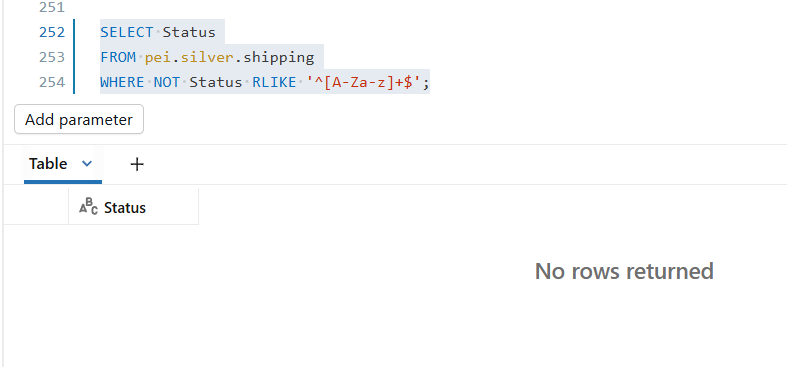 251
252 SELECT Status
253 FROM pei.silver.shipping
254 WHERE NOT Status RLIKE '^[A-Za-z]+$';
Add parameter
Table +
ABC Status
No rows returned